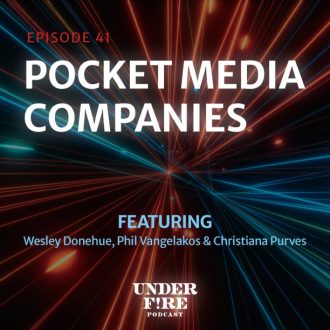 EPISODE 41
POCKET MEDIA
COMPANIES
FEATURING
Wesley Donehue, Phil Vangelakos & Christiana Purves
UNDER
F!RE
PODCAST